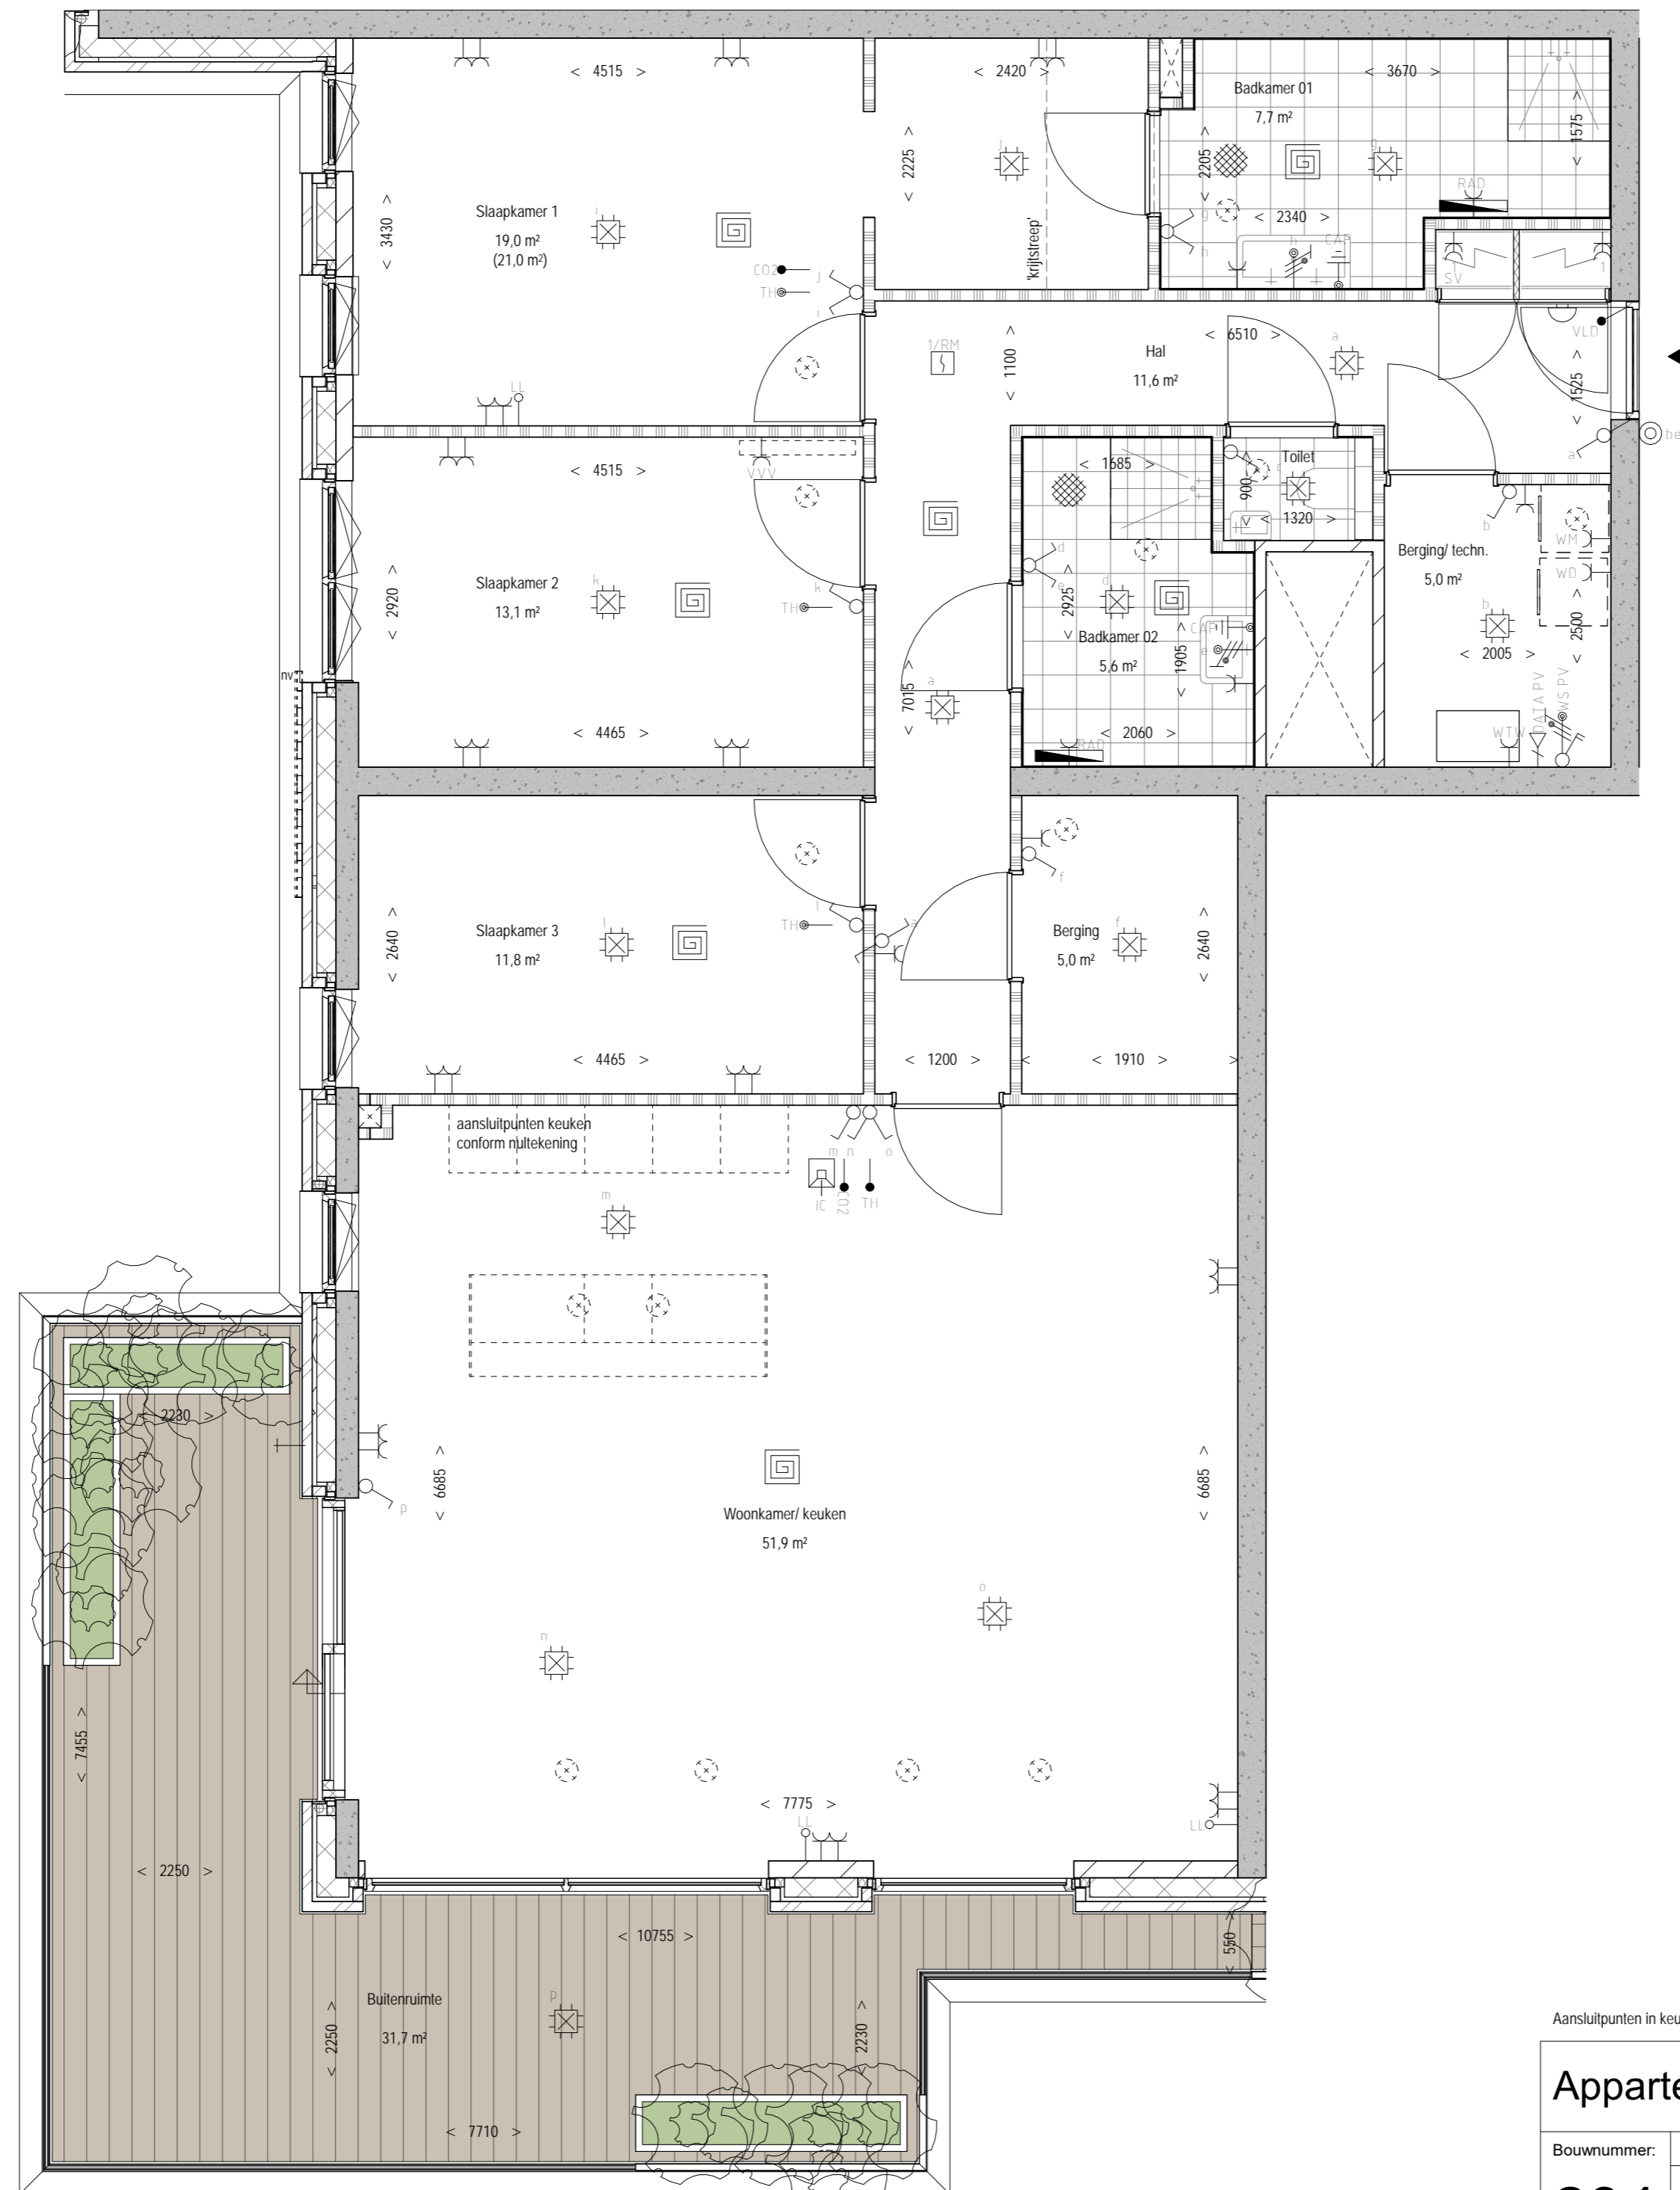 < 4515 >
< 2420 >
Badkamer 01
7,7 m²
< 3670 >
< 1575 >
< 2225 >
< 2205 >
j
g
RAD
Slaapkamer 1
19,0 m²
(21,0 m²)
i
< 3430 >
'krijtstreep'
< 2340 >
g
h
h
CAP
CO2
TH
j
i
SV
1
1
VLD
1/RM
< 1100 >
Hal
11,6 m²
< 6510 >
a
< 1525 >
LL
a
< 4515 >
VVV
< 1685 >
Toilet
< 900 >
< 1320 >
Berging/ techn.
5,0 m²
b
WM
WD
Slaapkamer 2
13,1 m²
k
< 2920 >
TH
k
d
e
d
< 2925 >
Badkamer 02
5,6 m²
CAP
e
< 1905 >
b
< 2005 >
< 2500 >
nv
a
< 7015 >
< 4465 >
< 2060 >
RAD
WTW
DATA PV
WS PV
Slaapkamer 3
11,8 m²
l
< 2640 >
TH
l
a
f
Berging
5,0 m²
f
< 2640 >
< 4465 >
< 1200 >
< 1910 >
aansluitpunten keuken
conform nultekening
m n o
IC
CO2
TH
m
< 2230 >
< 6685 >
< 6685 >
p
Woonkamer/ keuken
51,9 m²
o
n
< 7455 >
< 7775 >
LL
LL
< 2250 >
< 10755 >
< 550 >
Buitenruimte
31,7 m²
p
< 2250 >
< 2230 >
< 7710 >
Aansluitpunten in keu
Apparte
Bouwnummer: